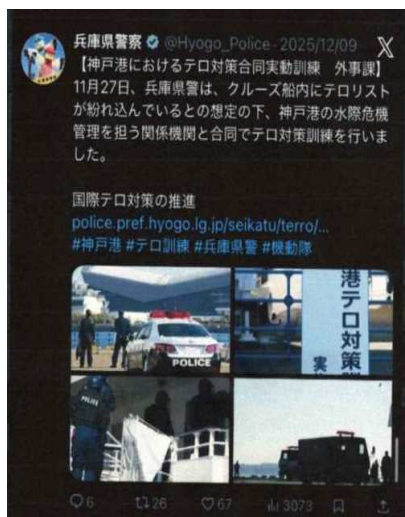 兵庫県警察 @Hyogo_Police·2025/12/09
【神戸港におけるテロ対策合同実動訓練 外事課】
11月27日、兵庫県警は、クルーズ船内にテロリスト
が紛れ込んでいるとの想定の下、神戸港の水際危機
管理を担う関係機関と合同でテロ対策訓練を行いま
した。
国際テロ対策の推進
police.pref.hyogo.lg.jp/seikatu/terro/...
#神戸港 #テロ訓練 #兵庫県警 #機動隊
POLICE
港テロ対策
実
POLICE
6 26 67 3073